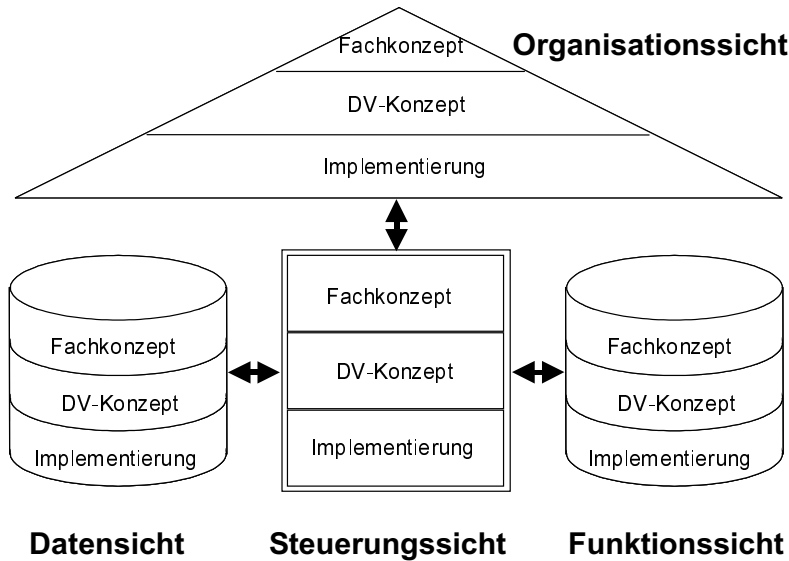 Fachkonzept
Organisationssicht
DV-Konzept
Implementierung
Fachkonzept
DV-Konzept
Implementierung
Fachkonzept
DV-Konzept
Implementierung
Fachkonzept
DV-Konzept
Implementierung
Datensicht
Steuerungssicht
Funktionssicht